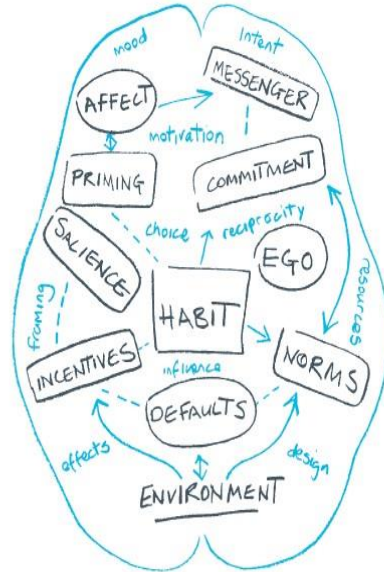 mood
Intent
AFFECT
MESSENGER
motivation
PRIMING
COMMITMENT
choice
reciprocity
SALIENCE
EGO
HABIT
framing
resources
INCENTIVES
influence
NORMS
DEFAULTS
effects
design
ENVIRONMENT